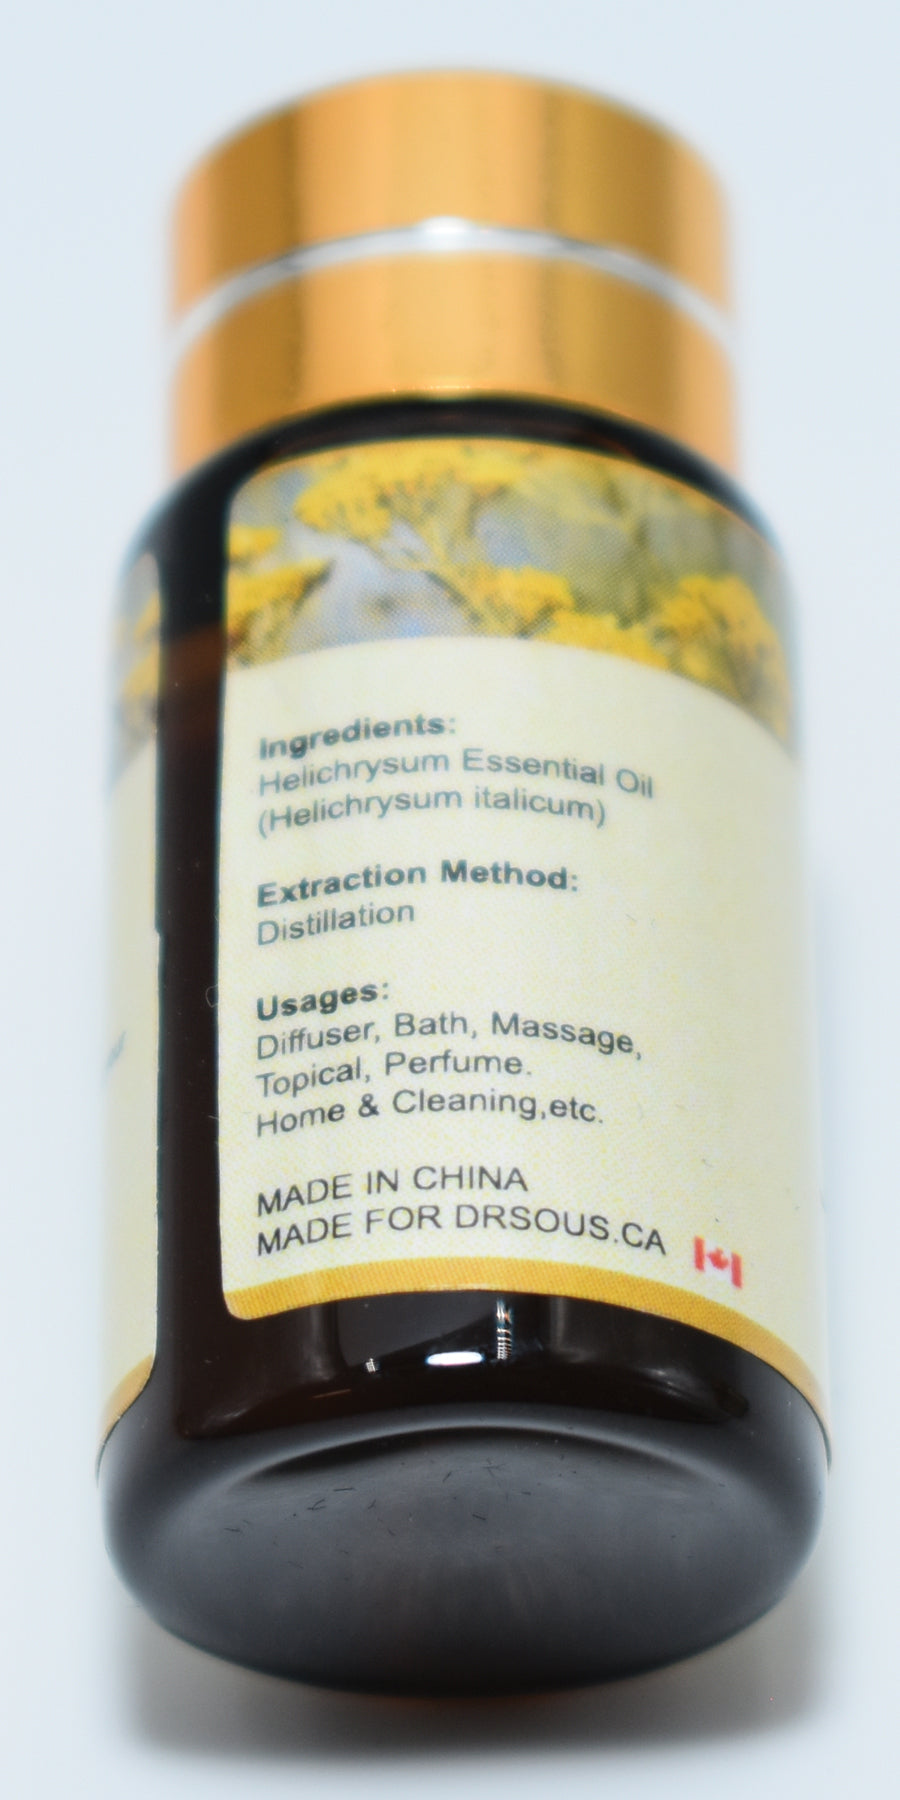 Ingredients:
Helichrysum Essential Oil
(Helichrysum italicum)
Extraction Method:
Distillation
Usages:
Diffuser, Bath, Massage,
Topical, Perfume.
Home & Cleaning,etc.
MADE IN CHINA
MADE FOR DRSOUS.CA